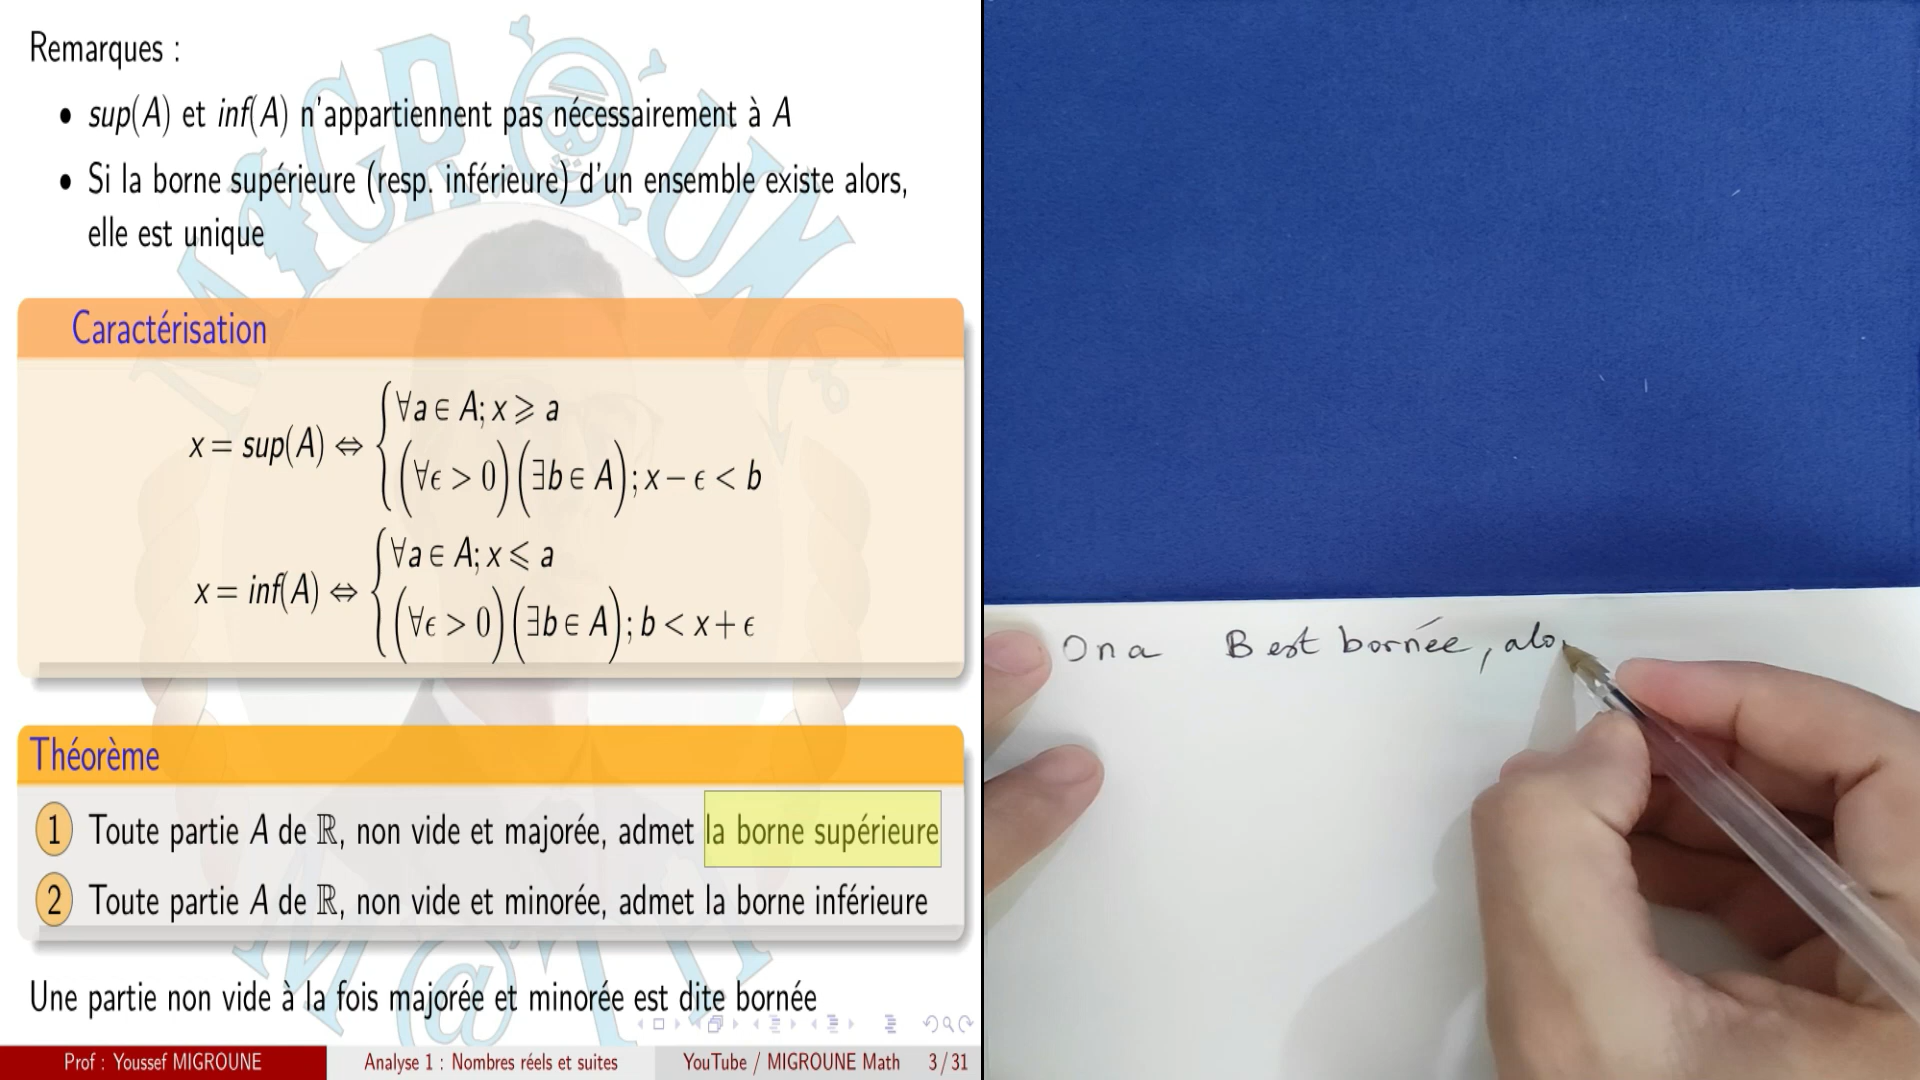 Remarques :
• sup(A) et inf(A) n'appartiennent pas nécessairement à A
• Si la borne supérieure (resp. inférieure) d'un ensemble existe alors,
elle est unique
Caractérisation
x = sup(A) ⇔ { ∀a ∈ A; x ⩾ a
(∀ϵ > 0)(∃b ∈ A); x − ϵ < b
x = inf(A) ⇔ { ∀a ∈ A; x ⩽ a
(∀ϵ > 0)(∃b ∈ A); b < x + ϵ
Théorème
1 Toute partie A de ℝ, non vide et majorée, admet la borne supérieure
2 Toute partie A de ℝ, non vide et minorée, admet la borne inférieure
Une partie non vide à la fois majorée et minorée est dite bornée
Prof : Youssef MIGROUNE Analyse 1 : Nombres réels et suites YouTube / MIGROUNE Math 3 / 31
MIGROUNE
M@TH
On a B est bornée, alo